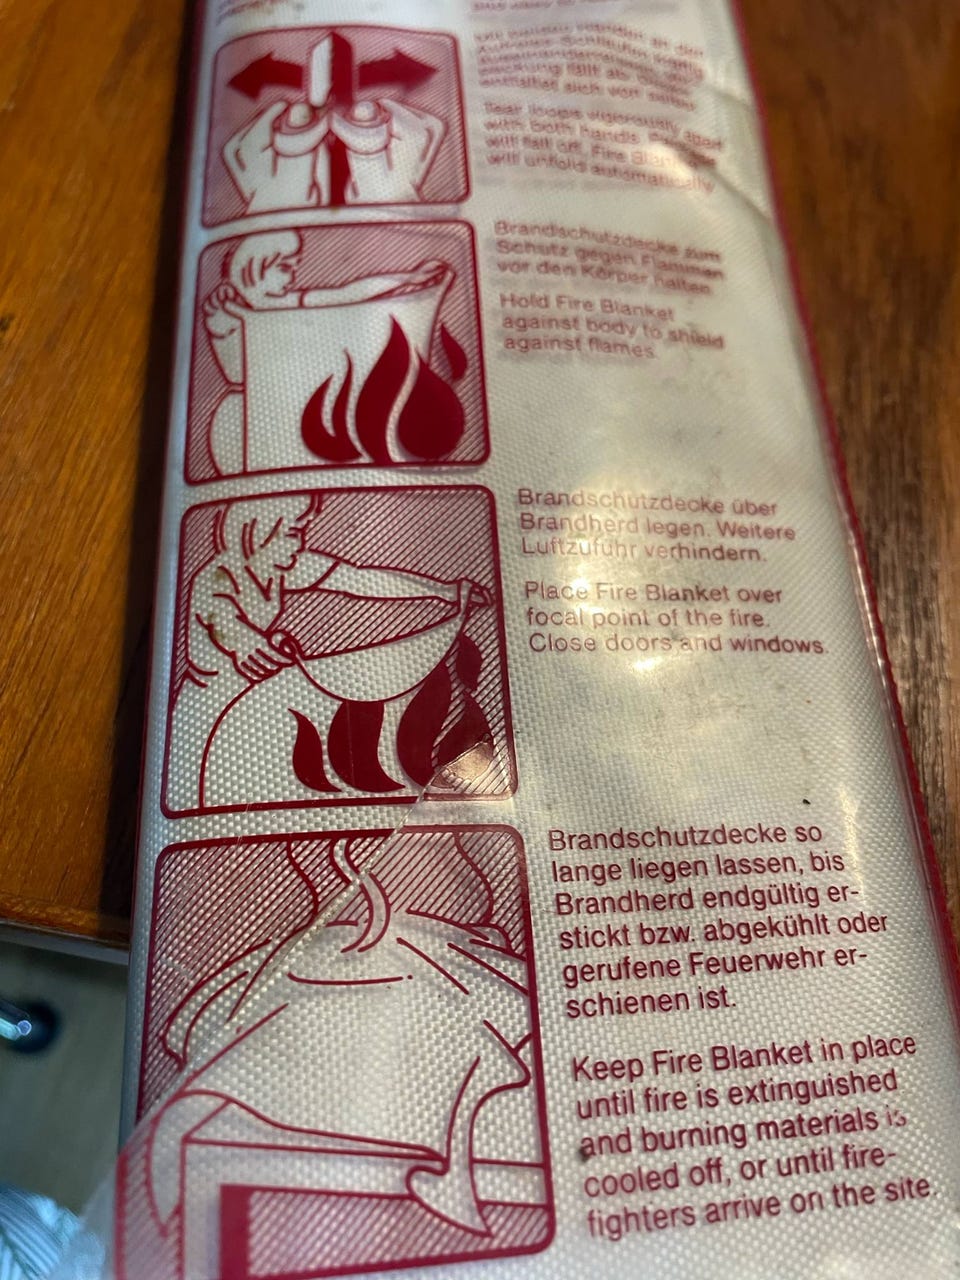 Tear loops vigorously apart
with both hands.
will fall off. Fire Blanket
will unfold automatically
Brandschutzdecke zum
Schutz gegen Flammen
vor den Körper halten.
Hold Fire Blanket
against body to shield
against flames.
Brandschutzdecke über
Brandherd legen. Weitere
Luftzufuhr verhindern.
Place Fire Blanket over
focal point of the fire.
Close doors and windows.
Brandschutzdecke so
lange liegen lassen, bis
Brandherd endgültig er-
stickt bzw. abgekühlt oder
gerufene Feuerwehr er-
schienen ist.
Keep Fire Blanket in place
until fire is extinguished
and burning materials is
cooled off, or until fire-
fighters arrive on the site.